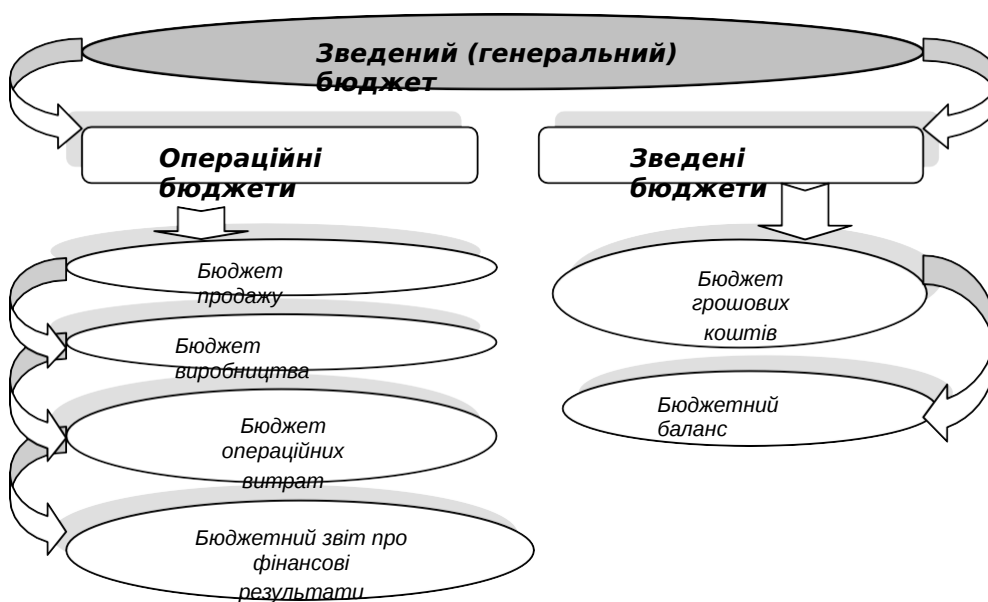 Зведений (генеральний)
бюджет
Операційні
бюджети
Зведені
бюджети
Бюджет
продажу
Бюджет
виробництва
Бюджет
операційних
витрат
Бюджетний звіт про
фінансові
результати
Бюджет
грошових
коштів
Бюджетний
баланс